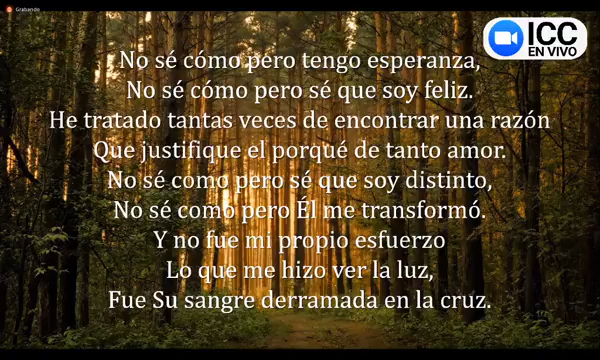 Grabando
ICC
EN VIVO
No sé cómo pero tengo esperanza,
No sé cómo pero sé que soy feliz.
He tratado tantas veces de encontrar una razón
Que justifique el porqué de tanto amor.
No sé como pero sé que soy distinto,
No sé como pero Él me transformó.
Y no fue mi propio esfuerzo
Lo que me hizo ver la luz,
Fue Su sangre derramada en la cruz.